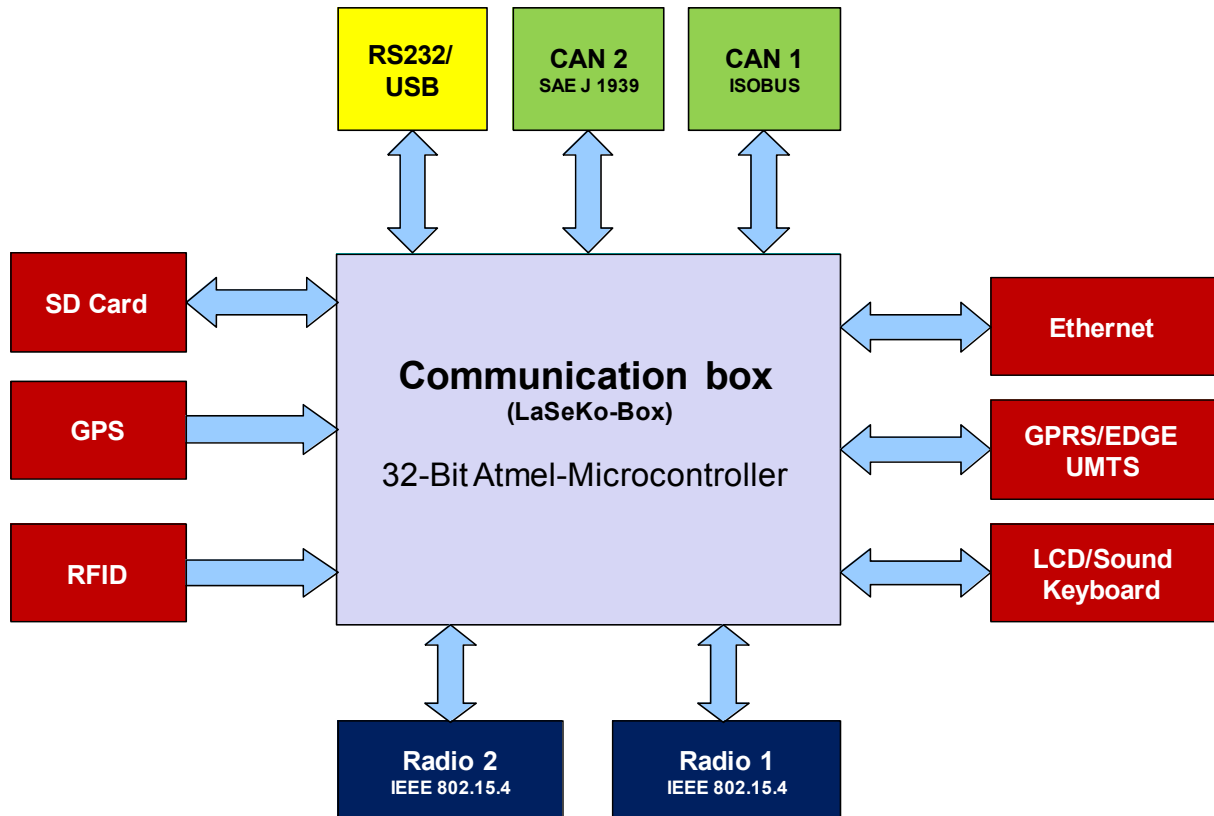 RS232/
USB
CAN 2
SAE J 1939
CAN 1
ISOBUS
SD Card
GPS
RFID
Communication box
(LaSeKo-Box)
32-Bit Atmel-Microcontroller
Ethernet
GPRS/EDGE
UMTS
LCD/Sound
Keyboard
Radio 2
IEEE 802.15.4
Radio 1
IEEE 802.15.4